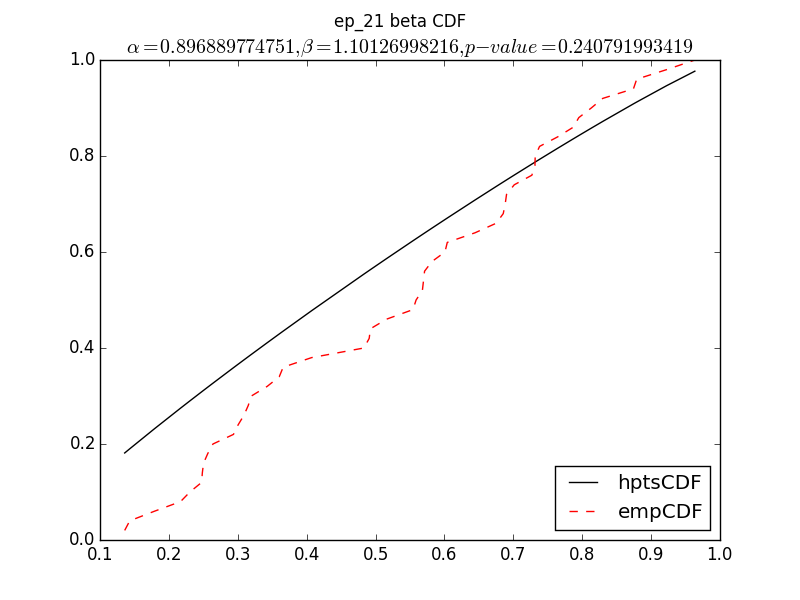 ep_21 beta CDF
α=0.896889774751,β=1.10126998216,p−value=0.240791993419
1.0
0.8
0.6
0.4
0.2
0.0
0.1 0.2 0.3 0.4 0.5 0.6 0.7 0.8 0.9 1.0
hptsCDF
empCDF